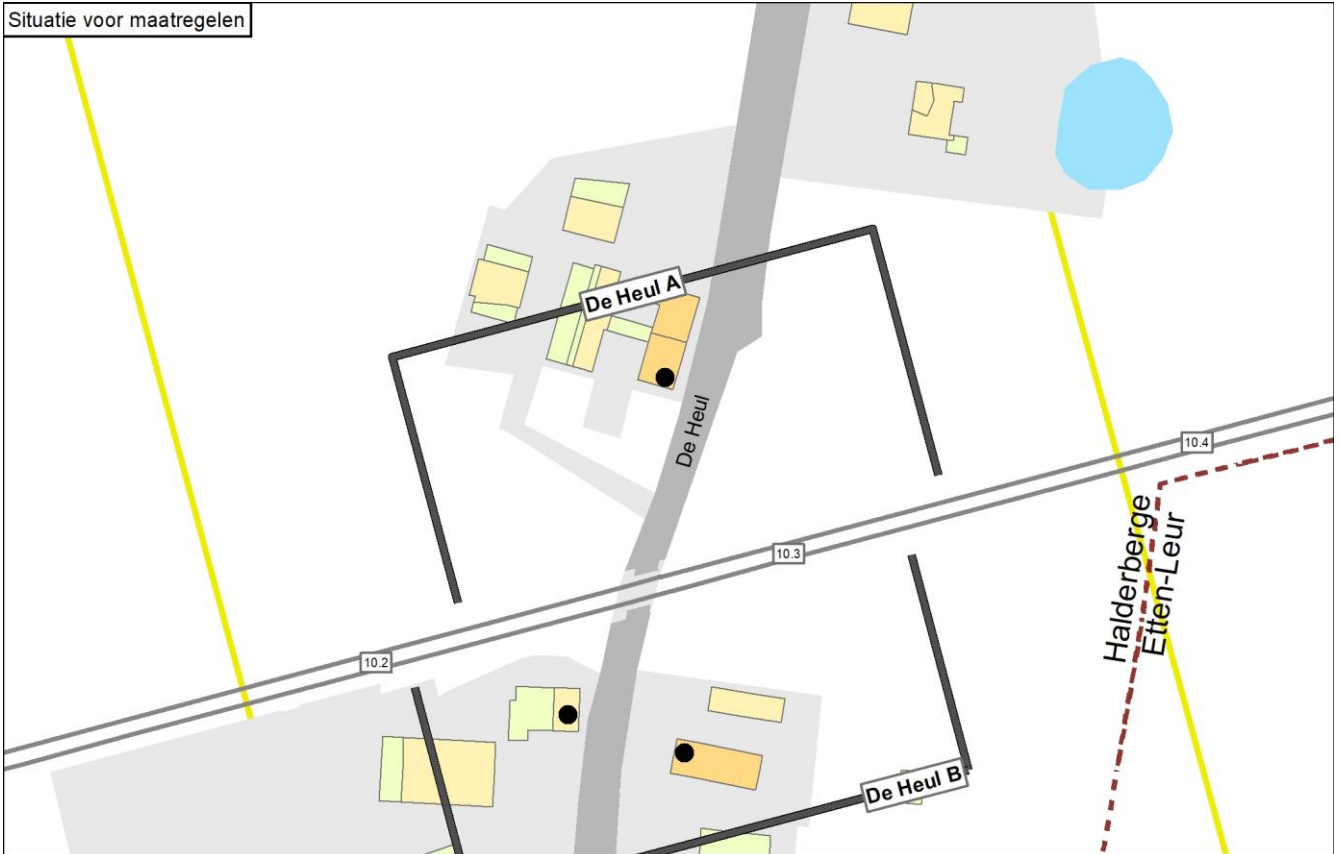 Situatie voor maatregelen
De Heul A
De Heul
10.4
10.3
Halderberge
Etten-Leur
10.2
De Heul B